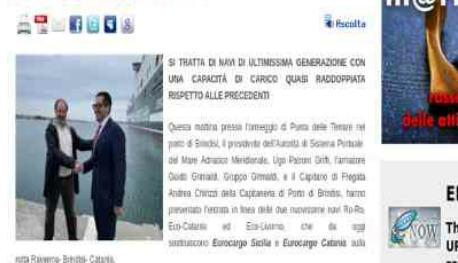 Ascolta
SI TRATTA DI NAVI DI ULTIMISSIMA GENERAZIONE CON
UNA CAPACITÀ DI CARICO QUASI RADDOPPIATA
RISPETTO ALLE PRECEDENTI
Questa mattina presso l'ormeggio di Punta delle Terrare nel
porto di Brindisi, il presidente dell'Autorità di Sistema Portuale
del Mare Adriatico Meridionale, Ugo Patroni Griffi, l'armatore
Guido Grimaldi, Gruppo Grimaldi, e il Capitano di Fregata
Andrea Chirizzi della Capitaneria di Porto di Brindisi, hanno
presentato l'entrata in linea delle due nuovissime navi Ro-Ro,
Eco-Catania ed Eco-Livorno, che da oggi
sostituiscono Eurocargo Sicilia e Eurocargo Catania sulla
rotta Ravenna- Brindisi- Catania.
delle
NOW